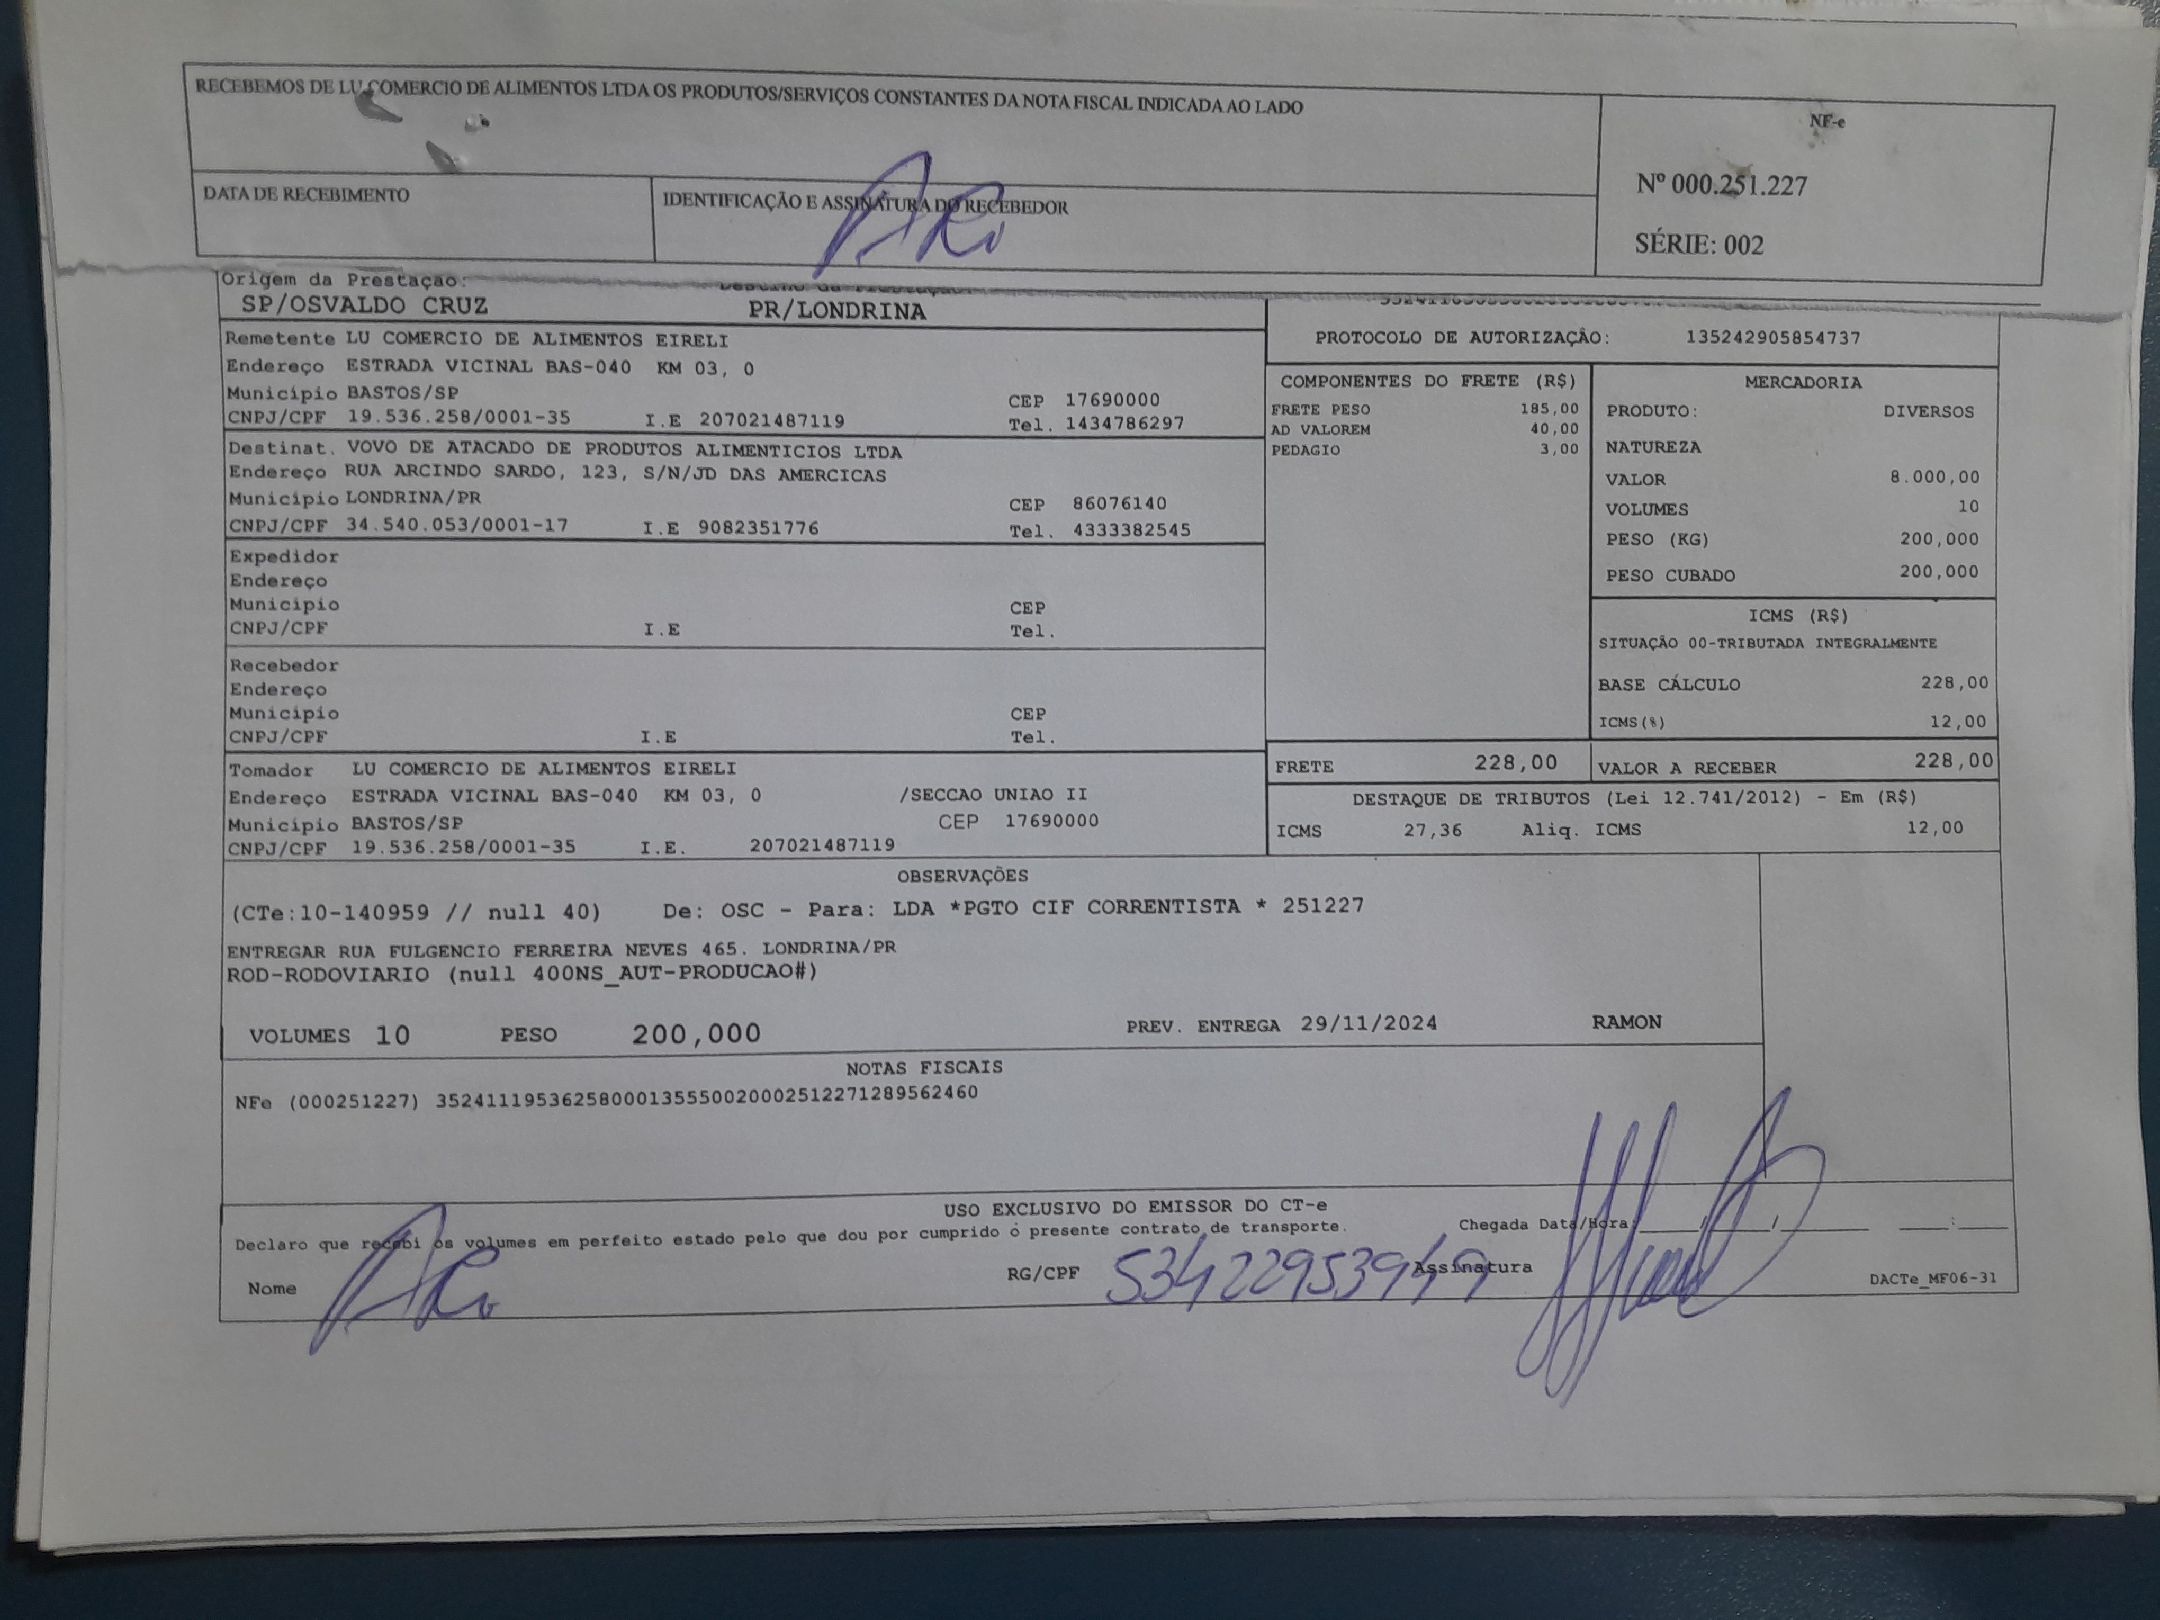 RECEBEMOS DE LU COMERCIO DE ALIMENTOS LTDA OS PRODUTOS/SERVIÇOS CONSTANTES DA NOTA FISCAL INDICADA AO LADO
NF-e
Nº 000.251.227
SÉRIE: 002
DATA DE RECEBIMENTO
IDENTIFICAÇÃO E ASSINATURA DO RECEBEDOR
Origem da Prestaçao:
SP/OSVALDO CRUZ PR/LONDRINA
PROTOCOLO DE AUTORIZAÇÃO: 135242905854737
Remetente LU COMERCIO DE ALIMENTOS EIRELI
Endereço ESTRADA VICINAL BAS-040 KM 03, 0
Município BASTOS/SP CEP 17690000
CNPJ/CPF 19.536.258/0001-35 I.E 207021487119 Tel. 1434786297
Destinat. VOVO DE ATACADO DE PRODUTOS ALIMENTICIOS LTDA
Endereço RUA ARCINDO SARDO, 123, S/N/JD DAS AMERCICAS
Município LONDRINA/PR CEP 86076140
CNPJ/CPF 34.540.053/0001-17 I.E 9082351776 Tel. 4333382545
Expedidor
Endereço
Município CEP
CNPJ/CPF I.E Tel.
Recebedor
Endereço
Município CEP
CNPJ/CPF I.E Tel.
Tomador LU COMERCIO DE ALIMENTOS EIRELI
Endereço ESTRADA VICINAL BAS-040 KM 03, 0 /SECCAO UNIAO II
Município BASTOS/SP CEP 17690000
CNPJ/CPF 19.536.258/0001-35 I.E. 207021487119
COMPONENTES DO FRETE (R$)
FRETE PESO 185,00
AD VALOREM 40,00
PEDAGIO 3,00
MERCADORIA
PRODUTO: DIVERSOS
NATUREZA
VALOR 8.000,00
VOLUMES 10
PESO (KG) 200,000
PESO CUBADO 200,000
ICMS (R$)
SITUAÇÃO 00-TRIBUTADA INTEGRALMENTE
BASE CÁLCULO 228,00
ICMS(%) 12,00
FRETE 228,00 VALOR A RECEBER 228,00
DESTAQUE DE TRIBUTOS (Lei 12.741/2012) - Em (R$)
ICMS 27,36 Aliq. ICMS 12,00
OBSERVAÇÕES
(CTe:10-140959 // null 40) De: OSC - Para: LDA *PGTO CIF CORRENTISTA * 251227
ENTREGAR RUA FULGENCIO FERREIRA NEVES 465. LONDRINA/PR
ROD-RODOVIARIO (null 400NS_AUT-PRODUCAO#)
VOLUMES 10 PESO 200,000 PREV. ENTREGA 29/11/2024 RAMON
NOTAS FISCAIS
NFe (000251227) 35241119536258000135550020002512271289562460
USO EXCLUSIVO DO EMISSOR DO CT-e
Declaro que recebi os volumes em perfeito estado pelo que dou por cumprido o presente contrato de transporte. Chegada Data/Hora:____/____/____ ___:___
Nome RG/CPF 53422953949 Assinatura DACTe_MF06-31